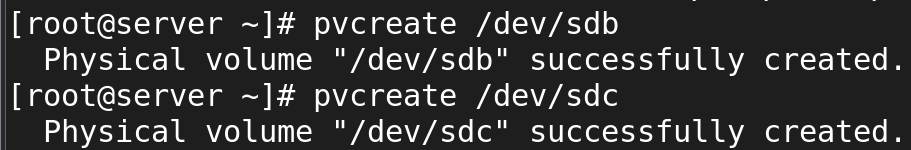 [root@server ~]# pvcreate /dev/sdb
  Physical volume "/dev/sdb" successfully created.
[root@server ~]# pvcreate /dev/sdc
  Physical volume "/dev/sdc" successfully created.